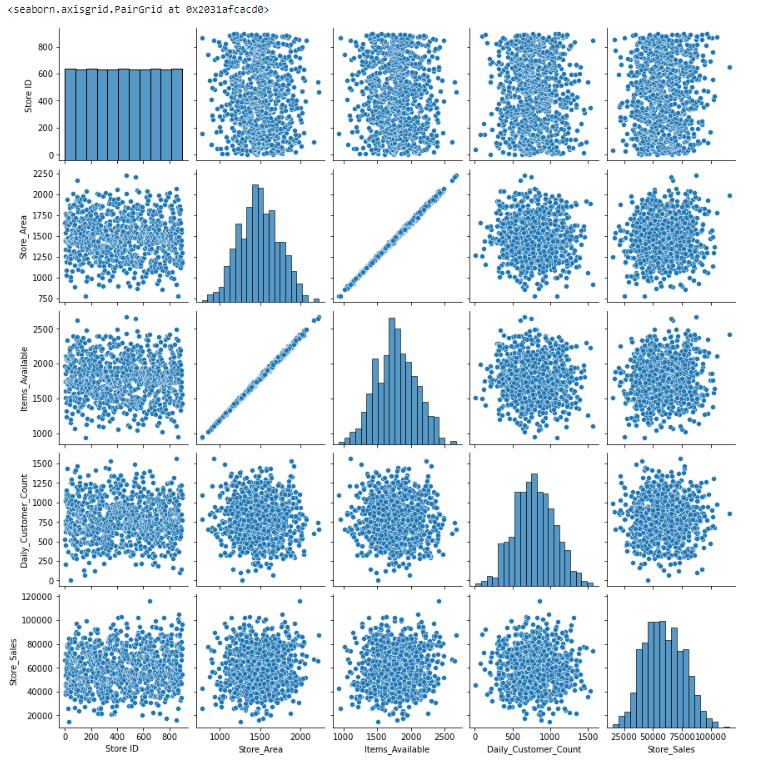 <seaborn.axisgrid.PairGrid at 0x2031afcacd0>
800
600
400
200
0
Store ID
2250
2000
1750
1500
1250
1000
750
Store_Area
2500
2000
1500
1000
Items_Available
1500
1250
1000
750
500
250
0
Daily_Customer_Count
120000
100000
80000
60000
40000
20000
Store_Sales
0 400 800
1000 1500 2000
1000 1500 2000 2500
0 500 1000 1500
25000 50000 75000 100000
Store ID Store_Area Items_Available Daily_Customer_Count Store_Sales